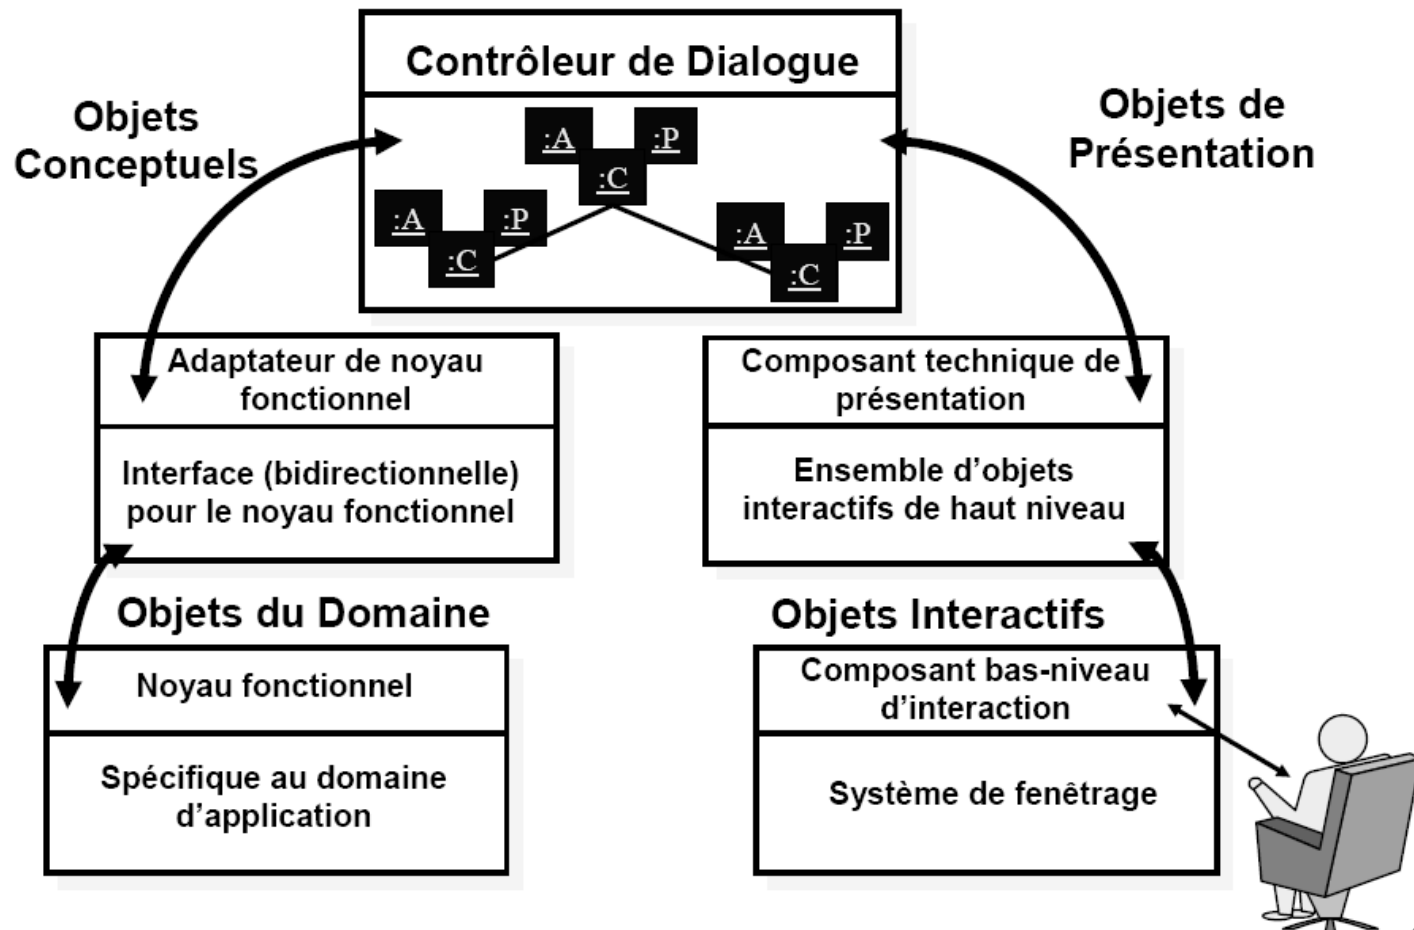 Contrôleur de Dialogue
Objets
Conceptuels
Objets de
Présentation
:A
:P
:C
:A
:P
:C
:A
:P
:C
Adaptateur de noyau
fonctionnel
Interface (bidirectionnelle)
pour le noyau fonctionnel
Composant technique de
présentation
Ensemble d’objets
interactifs de haut niveau
Objets du Domaine
Objets Interactifs
Noyau fonctionnel
Spécifique au domaine
d’application
Composant bas-niveau
d’interaction
Système de fenêtrage